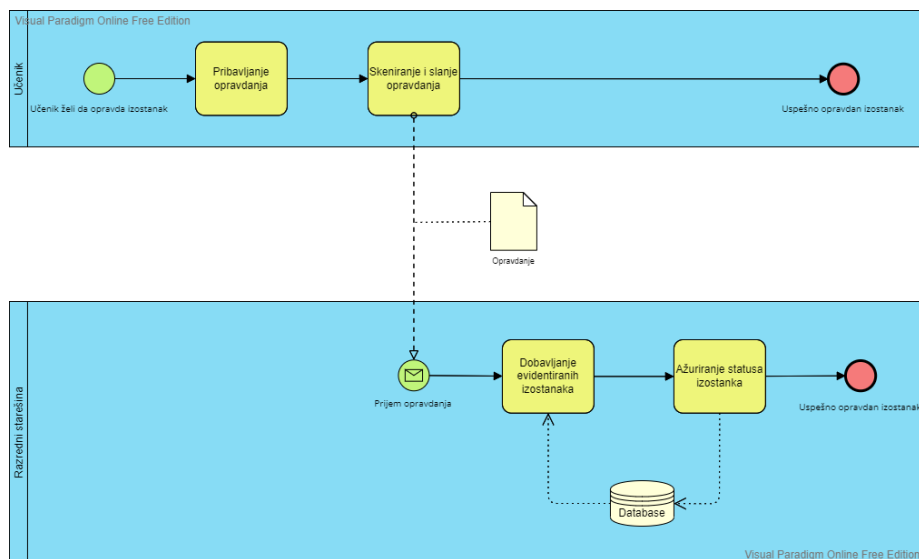 Visual Paradigm Online Free Edition
Učenik
Pribavljanje
opravdanja
Skeniranje i slanje
opravdanja
Učenik želi da opravda izostanak
Uspešno opravdan izostanak
Opravdanje
Razredni starešina
Dobavljanje
evidentiranih
izostanaka
Ažuriranje statusa
izostanka
Prijem opravdanja
Uspešno opravdan izostanak
Database
Visual Paradigm Online Free Edition